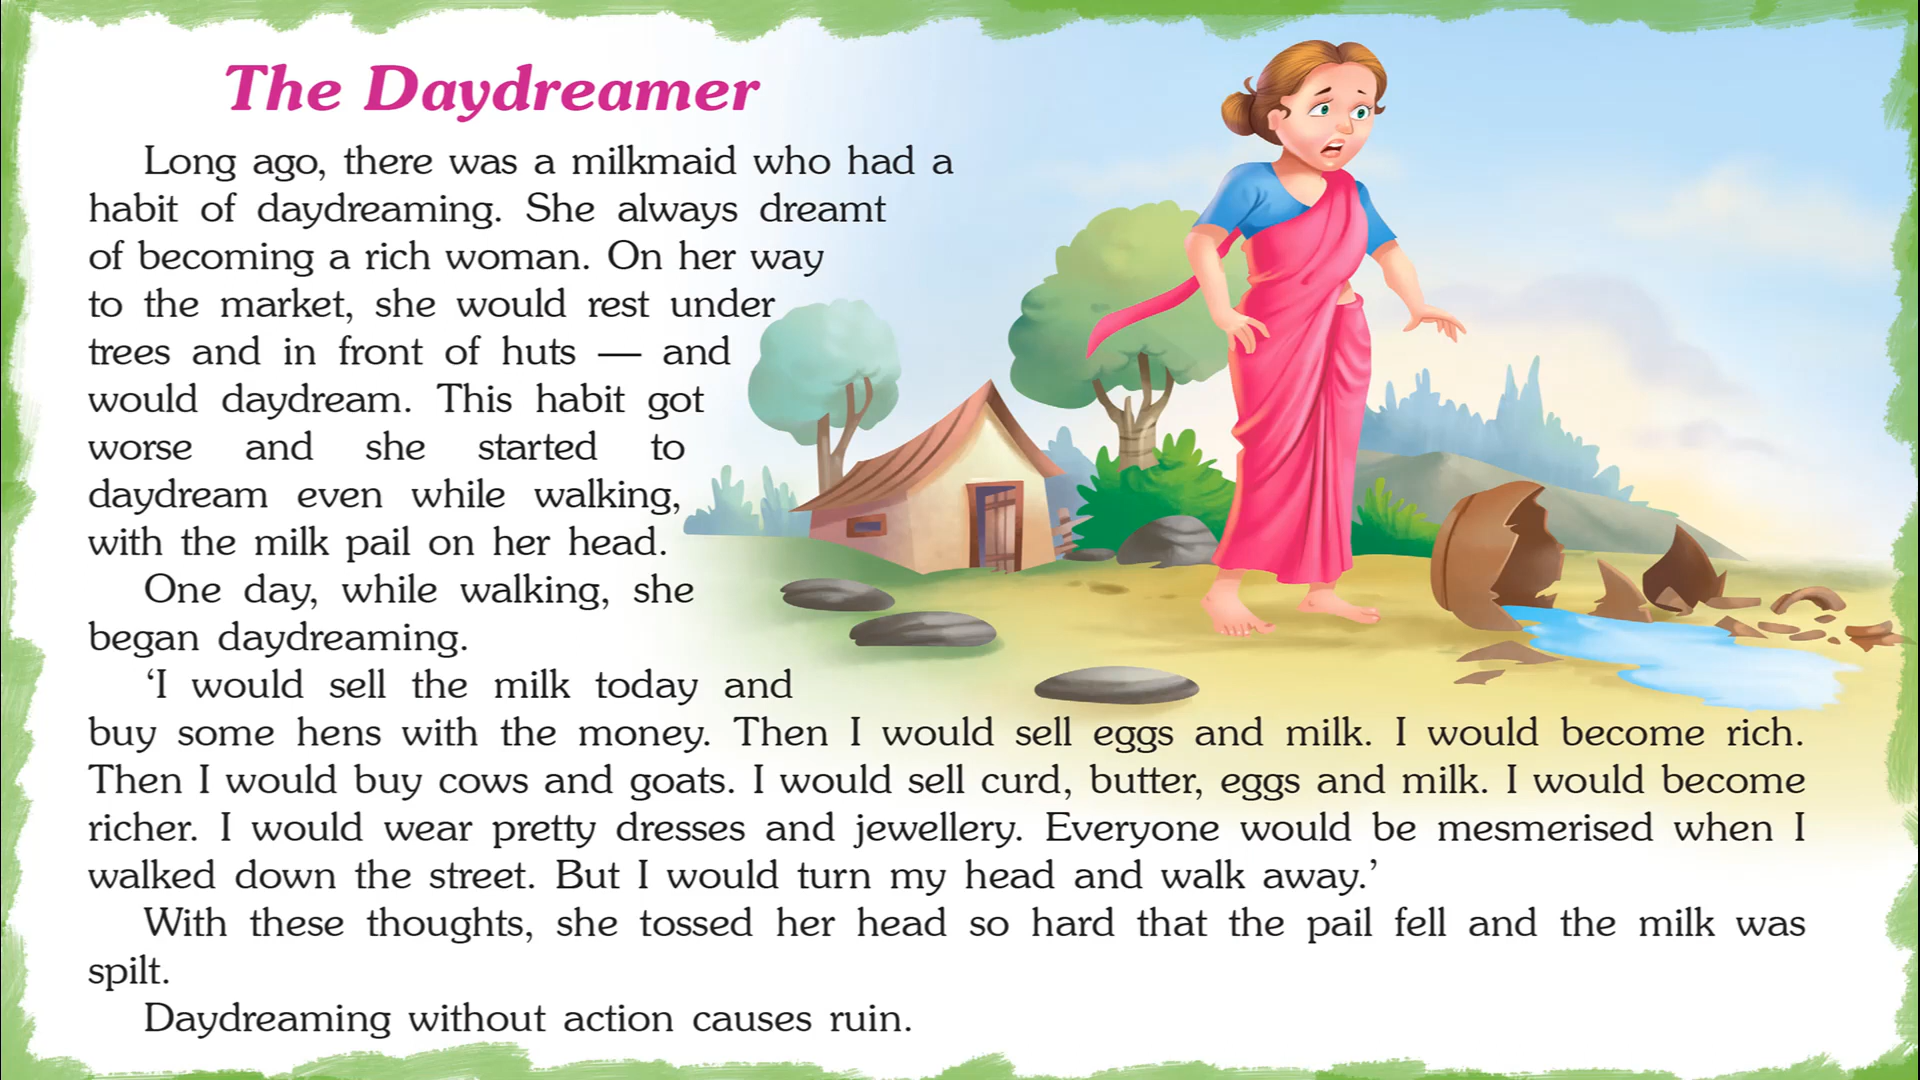 The Daydreamer
Long ago, there was a milkmaid who had a
habit of daydreaming. She always dreamt
of becoming a rich woman. On her way
to the market, she would rest under
trees and in front of huts — and
would daydream. This habit got
worse and she started to
daydream even while walking,
with the milk pail on her head.
One day, while walking, she
began daydreaming.
‘I would sell the milk today and
buy some hens with the money. Then I would sell eggs and milk. I would become rich.
Then I would buy cows and goats. I would sell curd, butter, eggs and milk. I would become
richer. I would wear pretty dresses and jewellery. Everyone would be mesmerised when I
walked down the street. But I would turn my head and walk away.’
With these thoughts, she tossed her head so hard that the pail fell and the milk was
spilt.
Daydreaming without action causes ruin.